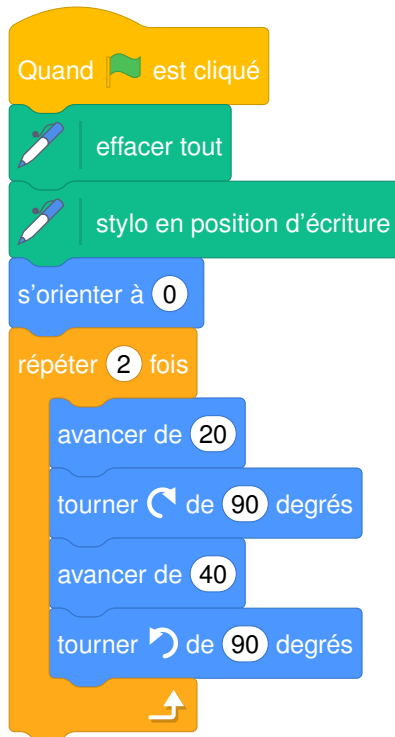 Quand est cliqué
effacer tout
stylo en position d’écriture
s’orienter à 0
répéter 2 fois
avancer de 20
tourner de 90 degrés
avancer de 40
tourner de 90 degrés